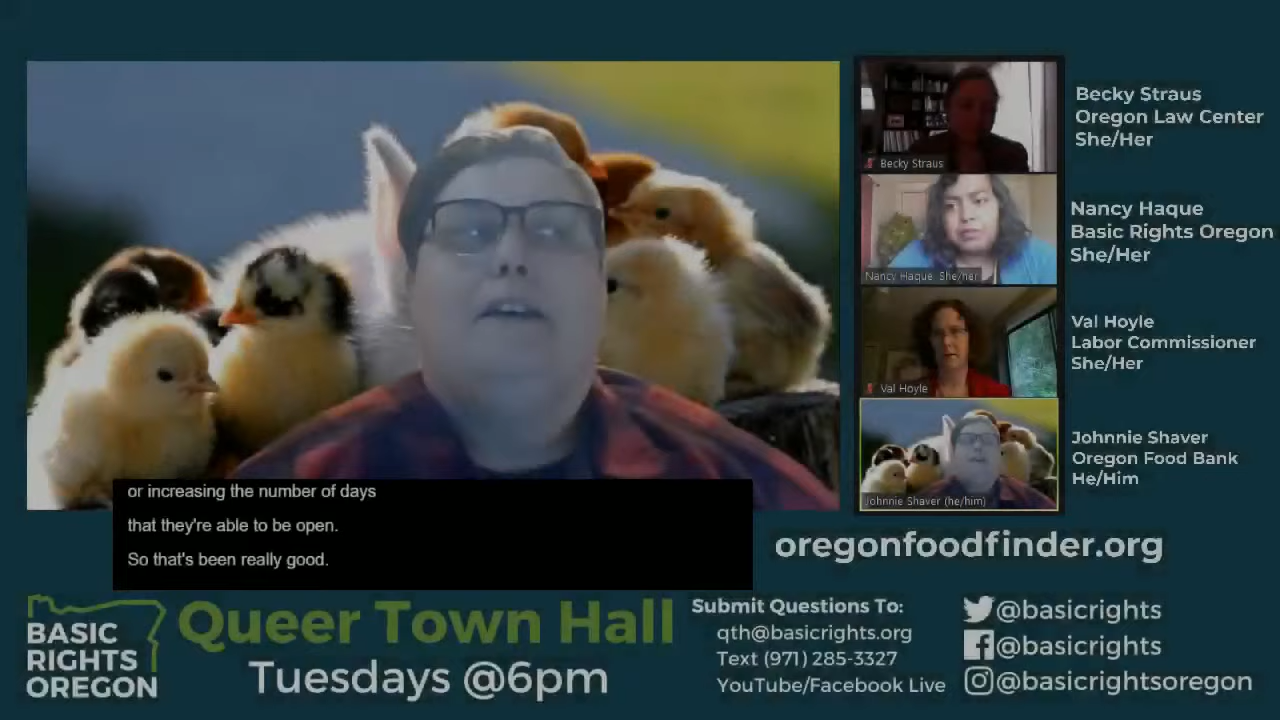 Becky Straus
Oregon Law Center
She/Her
Becky Straus
Nancy Haque
Basic Rights Oregon
She/Her
Nancy Haque She/her
Val Hoyle
Labor Commissioner
She/Her
Val Hoyle
Johnnie Shaver
Oregon Food Bank
He/Him
Johnnie Shaver (he/him)
or increasing the number of days
that they're able to be open.
So that's been really good.
oregonfoodfinder.org
BASIC
RIGHTS
OREGON
Queer Town Hall
Tuesdays @6pm
Submit Questions To:
qth@basicrights.org
Text (971) 285-3327
YouTube/Facebook Live
@basicrights
@basicrights
@basicrightsoregon